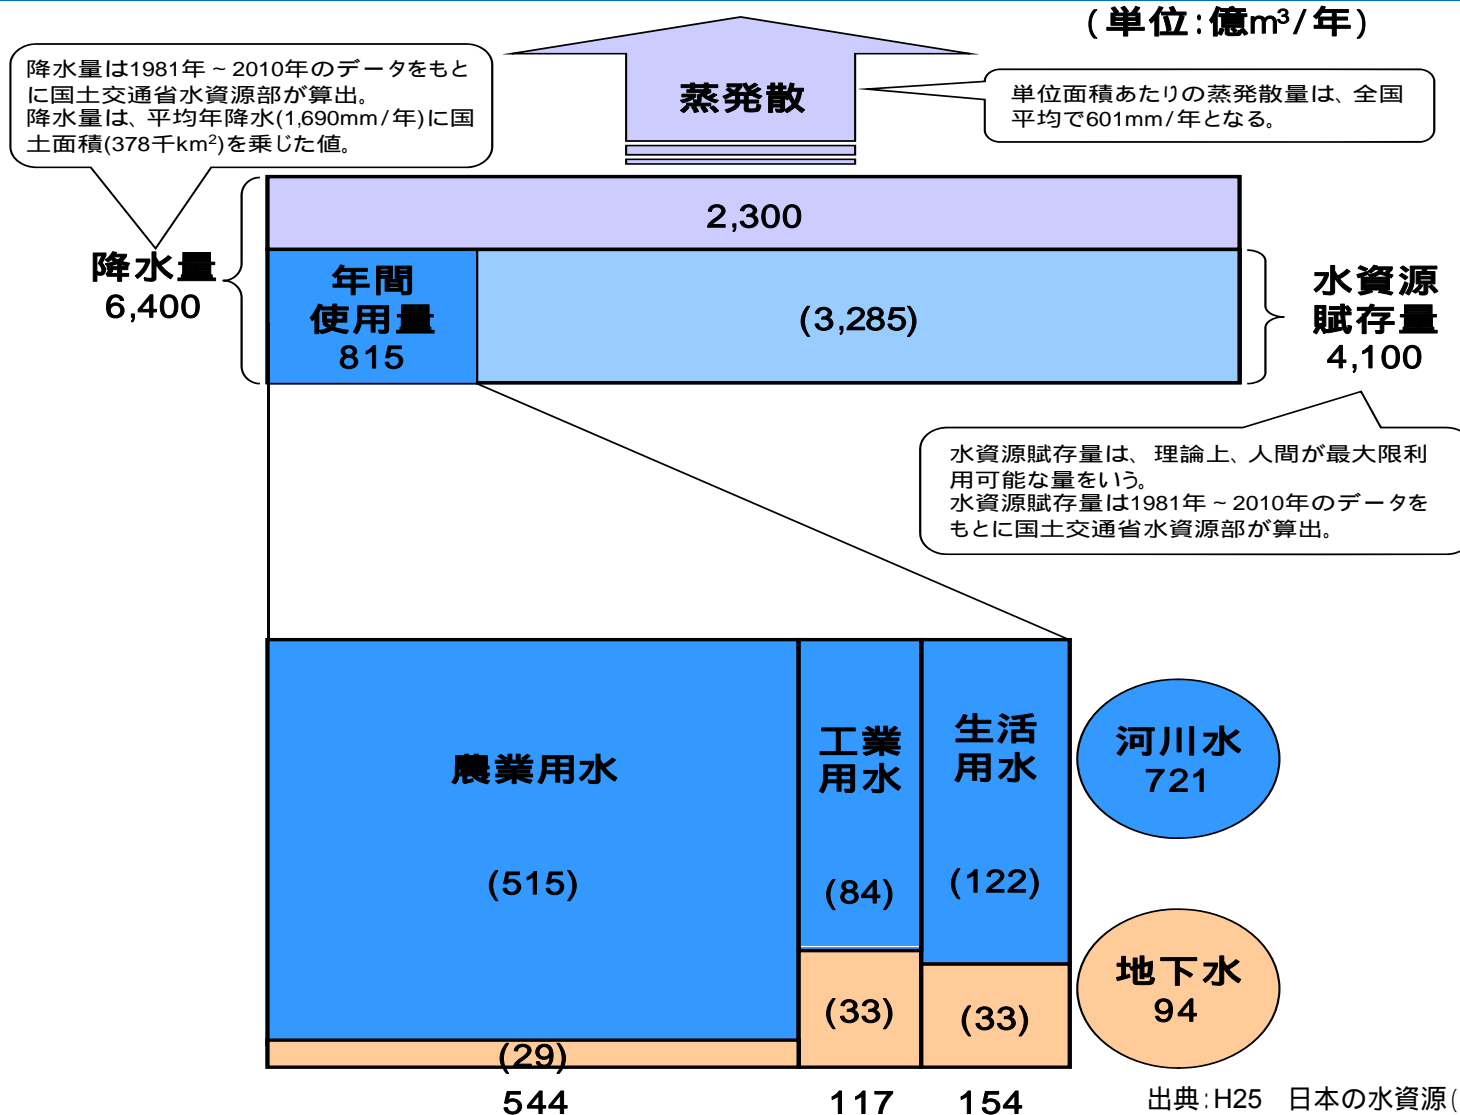 (単位:億m³/年)
降水量は1981年~2010年のデータをもと
に国土交通省水資源部が算出。
降水量は、平均年降水(1,690mm/年)に国
土面積(378千km²)を乗じた値。
蒸発散
単位面積あたりの蒸発散量は、全国
平均で601mm/年となる。
2,300
降水量
6,400
年間
使用量
815
(3,285)
水資源
賦存量
4,100
水資源賦存量は、理論上、人間が最大限利
用可能な量をいう。
水資源賦存量は1981年~2010年のデータを
もとに国土交通省水資源部が算出。
農業用水
(515)
(29)
544
工業
用水
(84)
(33)
117
生活
用水
(122)
(33)
154
河川水
721
地下水
94
出典:H25 日本の水資源(